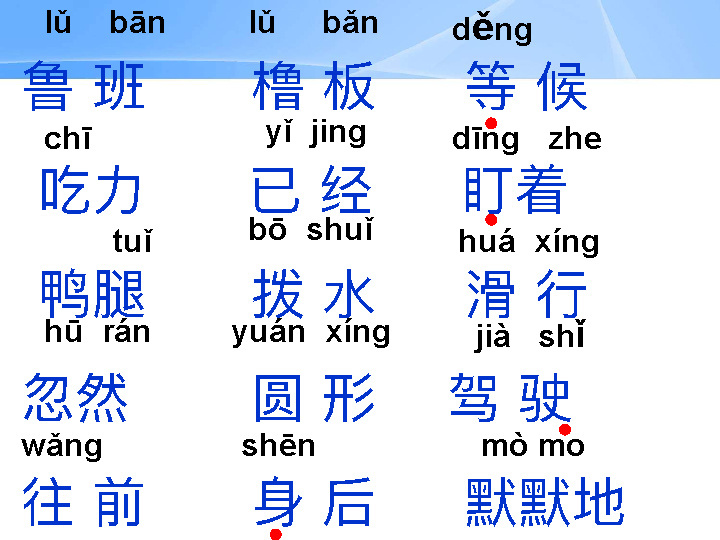 lǔ bān lǔ bǎn děng
鲁 班 橹 板 等 候
chī yǐ jing dīng zhe
吃力 已 经 盯着
tuǐ bō shuǐ huá xíng
鸭腿 拨 水 滑 行
hū rán yuán xíng jià shǐ
忽然 圆 形 驾 驶
wǎng shēn mò mo
往 前 身 后 默默地